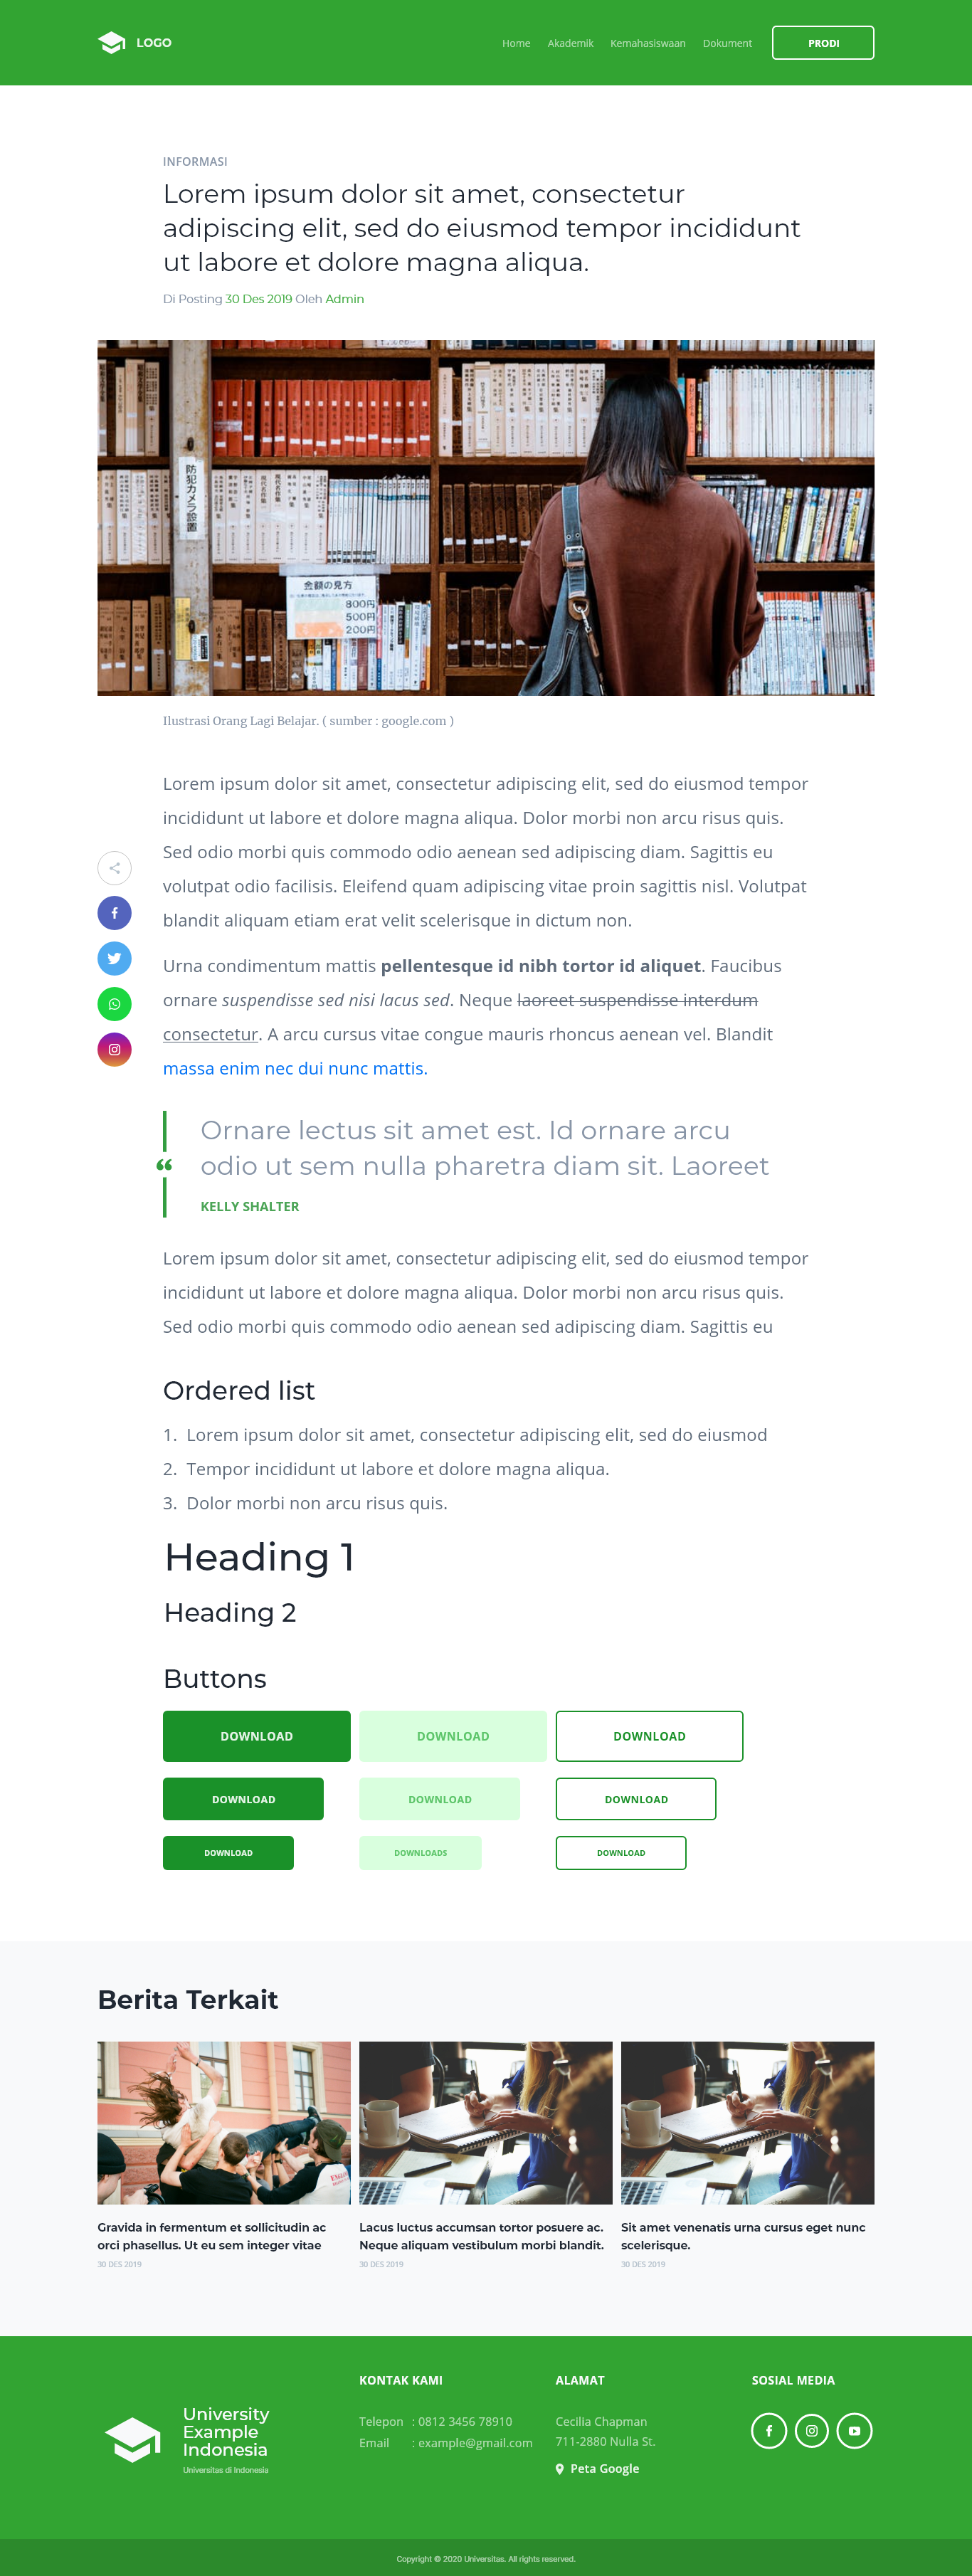 LOGO
Home Akademik Kemahasiswaan Dokument PRODI
INFORMASI
Lorem ipsum dolor sit amet, consectetur
adipiscing elit, sed do eiusmod tempor incididunt
ut labore et dolore magna aliqua.
Di Posting 30 Des 2019 Oleh Admin
防犯カメラ設置
金額の見方
800円
500円
200円
Ilustrasi Orang Lagi Belajar. ( sumber : google.com )
Lorem ipsum dolor sit amet, consectetur adipiscing elit, sed do eiusmod tempor
incididunt ut labore et dolore magna aliqua. Dolor morbi non arcu risus quis.
Sed odio morbi quis commodo odio aenean sed adipiscing diam. Sagittis eu
volutpat odio facilisis. Eleifend quam adipiscing vitae proin sagittis nisl. Volutpat
blandit aliquam etiam erat velit scelerisque in dictum non.
Urna condimentum mattis pellentesque id nibh tortor id aliquet. Faucibus
ornare suspendisse sed nisi lacus sed. Neque laoreet suspendisse interdum
consectetur. A arcu cursus vitae congue mauris rhoncus aenean vel. Blandit
massa enim nec dui nunc mattis.
Ornare lectus sit amet est. Id ornare arcu
odio ut sem nulla pharetra diam sit. Laoreet
KELLY SHALTER
Lorem ipsum dolor sit amet, consectetur adipiscing elit, sed do eiusmod tempor
incididunt ut labore et dolore magna aliqua. Dolor morbi non arcu risus quis.
Sed odio morbi quis commodo odio aenean sed adipiscing diam. Sagittis eu
Ordered list
1. Lorem ipsum dolor sit amet, consectetur adipiscing elit, sed do eiusmod
2. Tempor incididunt ut labore et dolore magna aliqua.
3. Dolor morbi non arcu risus quis.
Heading 1
Heading 2
Buttons
DOWNLOAD DOWNLOAD DOWNLOAD
DOWNLOAD DOWNLOAD DOWNLOAD
DOWNLOAD DOWNLOADS DOWNLOAD
Berita Terkait
Gravida in fermentum et sollicitudin ac
orci phasellus. Ut eu sem integer vitae
30 DES 2019
Lacus luctus accumsan tortor posuere ac.
Neque aliquam vestibulum morbi blandit.
30 DES 2019
Sit amet venenatis urna cursus eget nunc
scelerisque.
30 DES 2019
University
Example
Indonesia
Universitas di Indonesia
KONTAK KAMI
Telepon : 0812 3456 78910
Email : example@gmail.com
ALAMAT
Cecilia Chapman
711-2880 Nulla St.
Peta Google
SOSIAL MEDIA
Copyright © 2020 Universitas. All rights reserved.